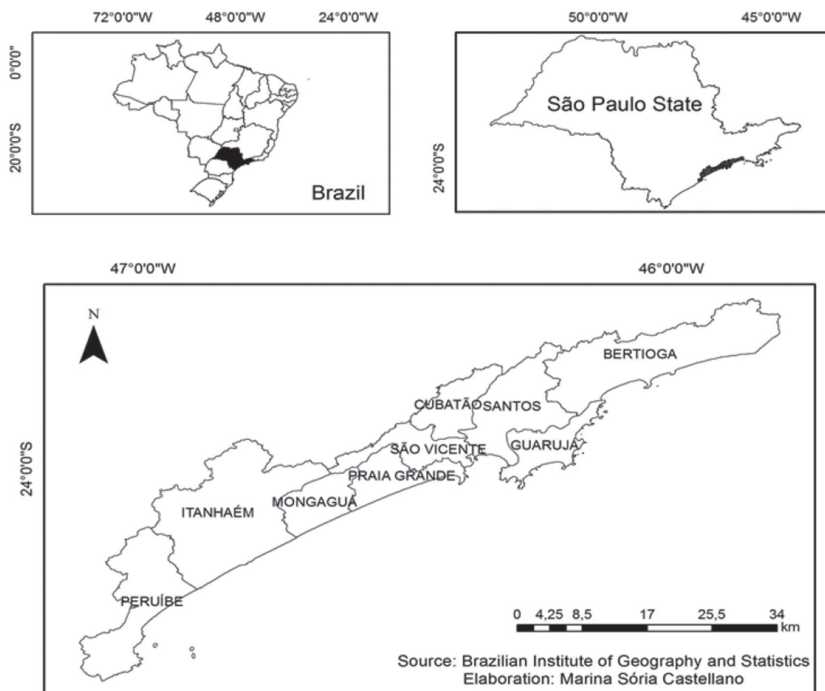 72°0'0"W 48°0'0"W 24°0'0"W
0°0'0"
20°0'0"S
Brazil
50°0'0"W 45°0'0"W
24°0'0"S
São Paulo State
47°0'0"W 46°0'0"W
24°0'0"S
N
BERTIOGA
CUBATÃO SANTOS
SÃO VICENTE GUARUJÁ
PRAIA GRANDE
MONGAGUÁ
ITANHAÉM
PERUÍBE
0 4,25 8,5 17 25,5 34
km
Source: Brazilian Institute of Geography and Statistics
Elaboration: Marina Sória Castellano